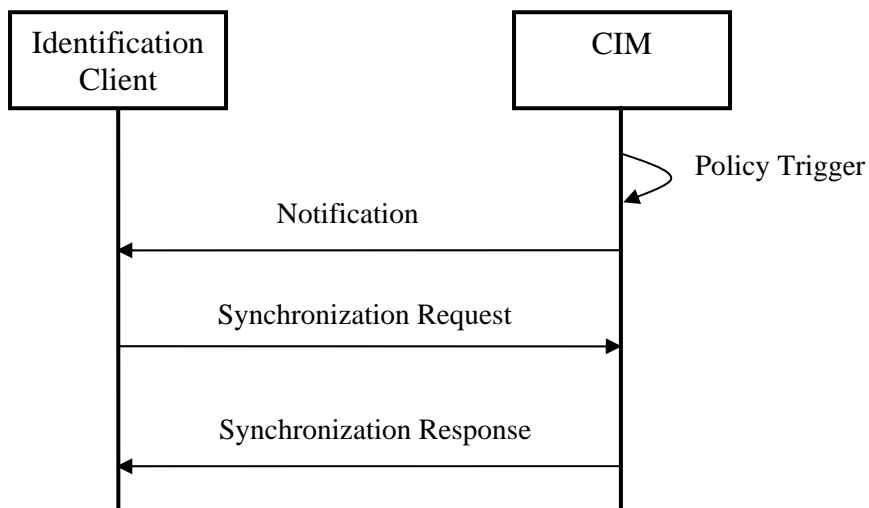 Identification
Client
CIM
Policy Trigger
Notification
Synchronization Request
Synchronization Response